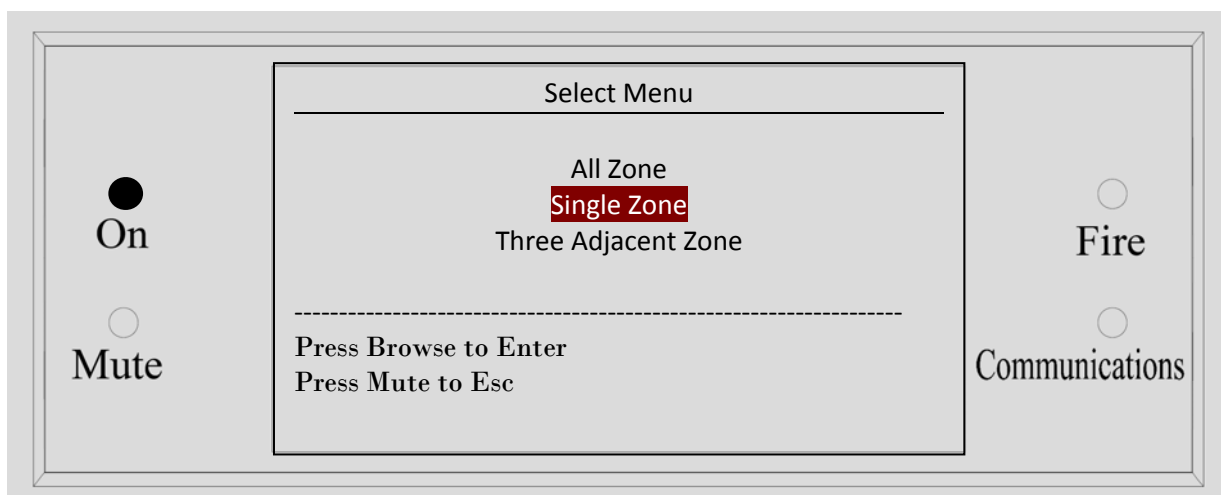 Select Menu
All Zone
Single Zone
Three Adjacent Zone
--------------------------------------------------------------------
Press Browse to Enter
Press Mute to Esc
On
Mute
Fire
Communications